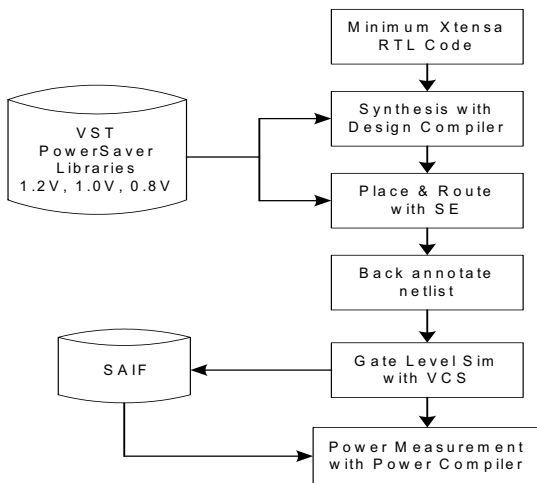 Minimum Xtensa
RTL Code
VST
PowerSaver
Libraries
1.2V, 1.0V, 0.8V
Synthesis with
Design Compiler
Place & Route
with SE
Back annotate
netlist
SAIF
Gate Level Sim
with VCS
Power Measurement
with Power Compiler